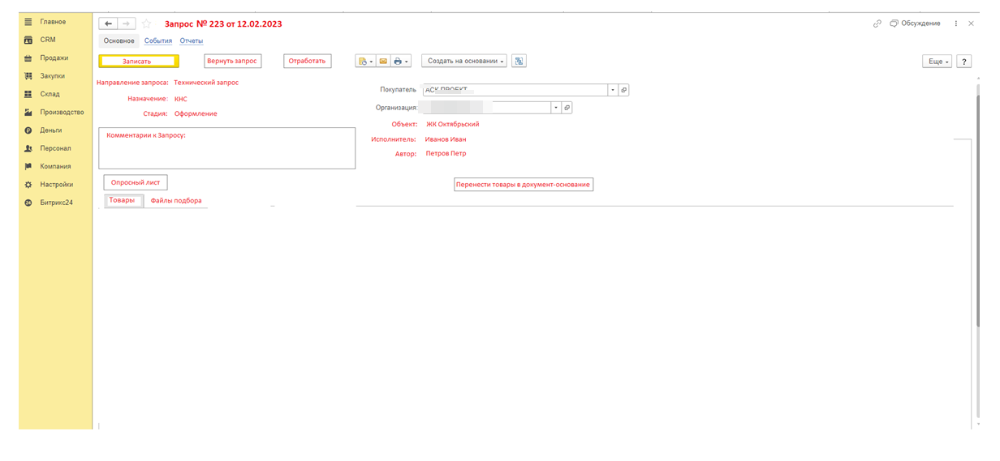 Главное
CRM
Продажи
Закупки
Склад
Производство
Деньги
Персонал
Компания
Настройки
Битрикс24
Запрос № 223 от 12.02.2023
Обсуждение
Основное События Отчеты
Записать Вернуть запрос Отработать Создать на основании Еще ?
Направление запроса: Технический запрос
Назначение: КНС
Стадия: Оформление
Комментарии к Запросу:
Покупатель АСК ПРОЕКТ
Организация:
Объект: ЖК Октябрьский
Исполнитель: Иванов Иван
Автор: Петров Петр
Опросный лист Перенести товары в документ-основание
Товары Файлы подбора